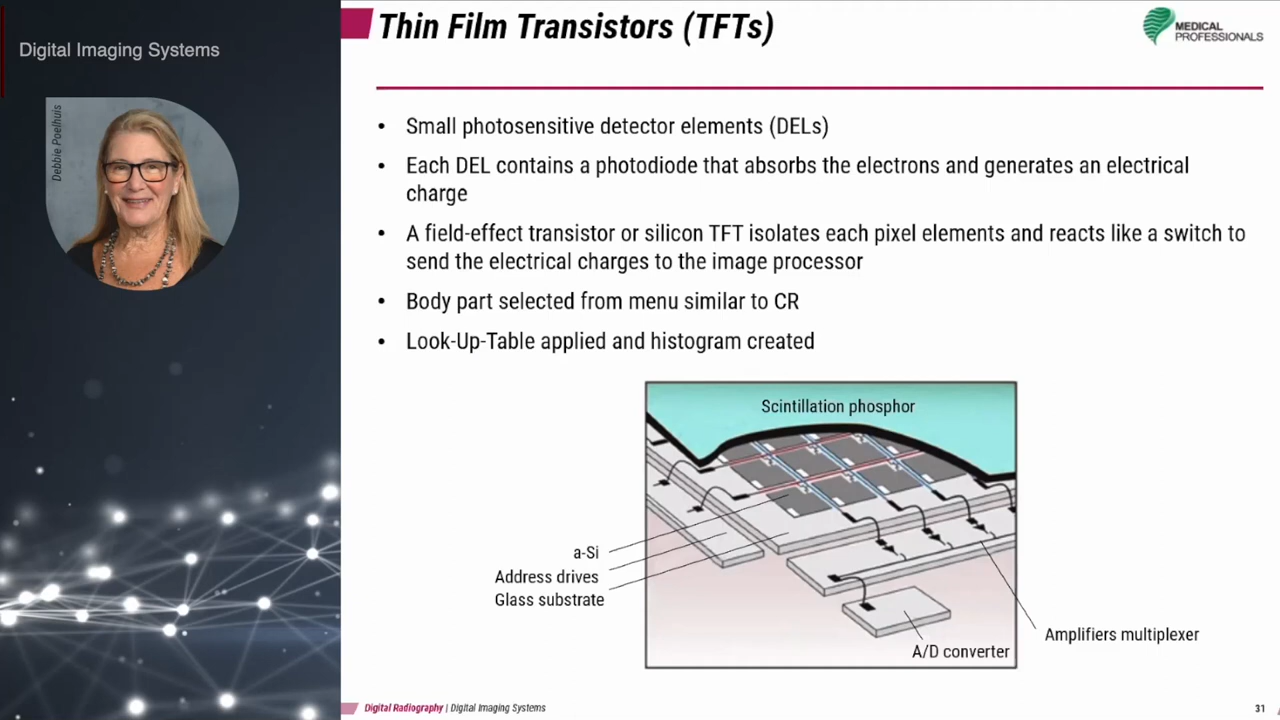 Digital Imaging Systems
Debbie Poelhuis
Thin Film Transistors (TFTs)
MEDICAL
PROFESSIONALS
• Small photosensitive detector elements (DELs)
• Each DEL contains a photodiode that absorbs the electrons and generates an electrical
charge
• A field-effect transistor or silicon TFT isolates each pixel elements and reacts like a switch to
send the electrical charges to the image processor
• Body part selected from menu similar to CR
• Look-Up-Table applied and histogram created
Scintillation phosphor
a-Si
Address drives
Glass substrate
Amplifiers multiplexer
A/D converter
Digital Radiography | Digital Imaging Systems
31